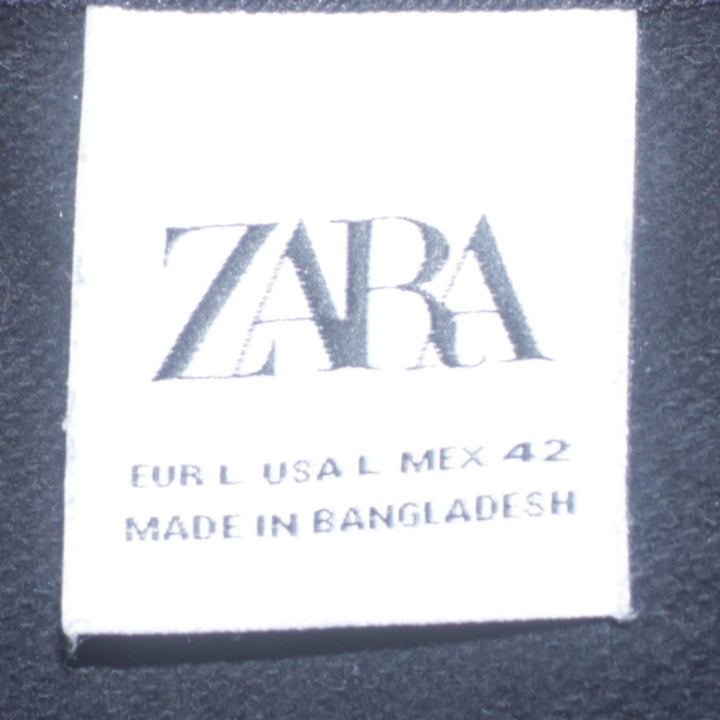 ZARA
EUR L USA L MEX 42
MADE IN BANGLADESH